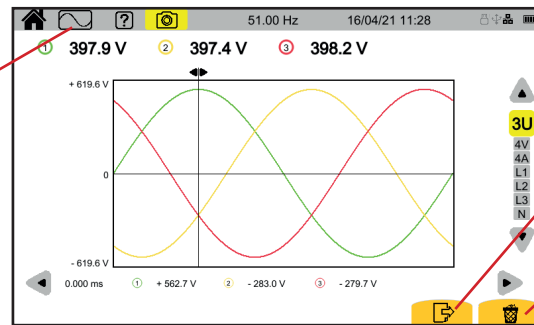 ? 51.00 Hz 16/04/21 11:28
1 397.9 V 2 397.4 V 3 398.2 V
+ 619.6 V
0
- 619.6 V
3U
4V
4A
L1
L2
L3
N
0.000 ms 1 + 562.7 V 2 - 283.0 V 3 - 279.7 V